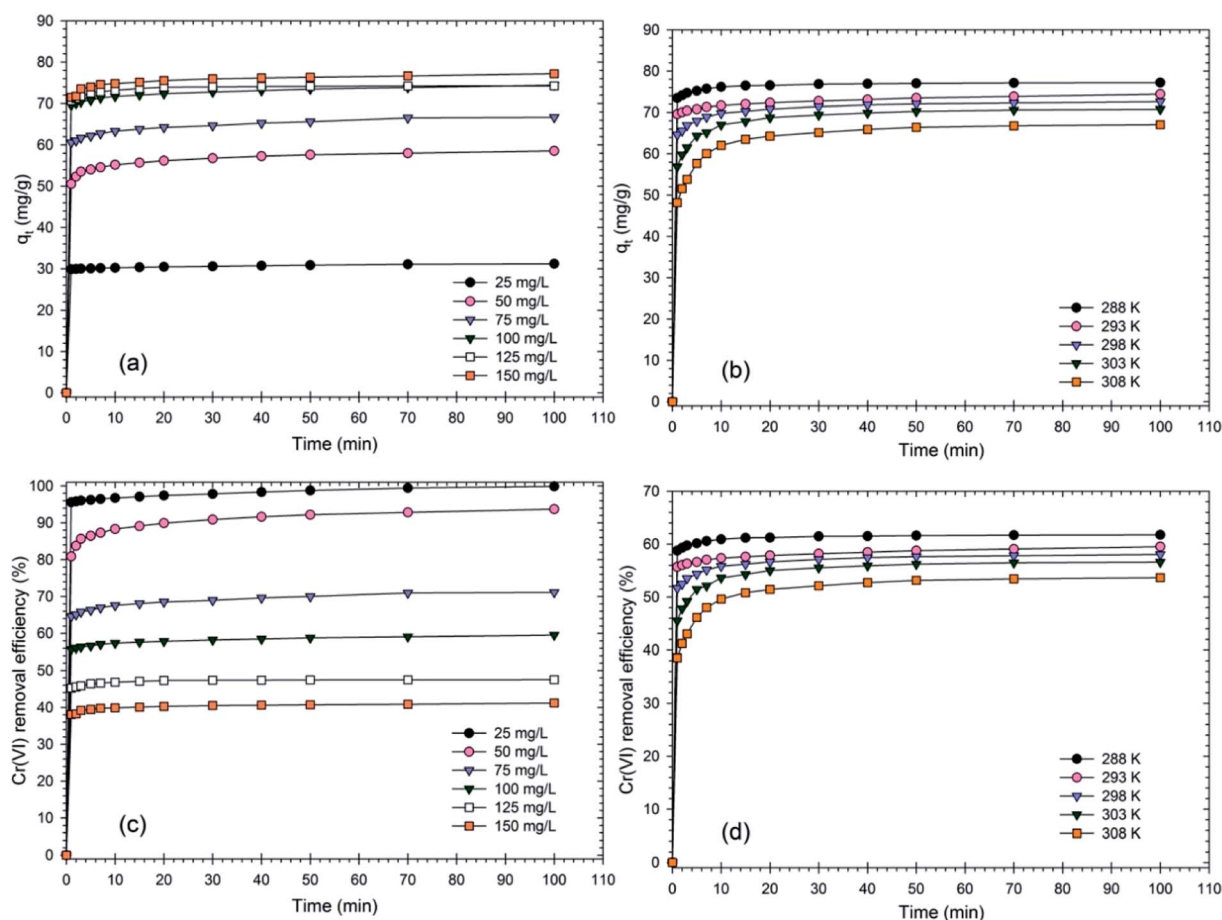 90
80
70
60
50
40
30
20
10
0
qt (mg/g)
0 10 20 30 40 50 60 70 80 90 100 110
Time (min)
(a)
25 mg/L
50 mg/L
75 mg/L
100 mg/L
125 mg/L
150 mg/L
90
80
70
60
50
40
30
20
10
0
qt (mg/g)
0 10 20 30 40 50 60 70 80 90 100 110
Time (min)
(b)
288 K
293 K
298 K
303 K
308 K
100
90
80
70
60
50
40
30
20
10
0
Cr(VI) removal efficiency (%)
0 10 20 30 40 50 60 70 80 90 100 110
Time (min)
(c)
25 mg/L
50 mg/L
75 mg/L
100 mg/L
125 mg/L
150 mg/L
70
60
50
40
30
20
10
0
Cr(VI) removal efficiency (%)
0 10 20 30 40 50 60 70 80 90 100 110
Time (min)
(d)
288 K
293 K
298 K
303 K
308 K